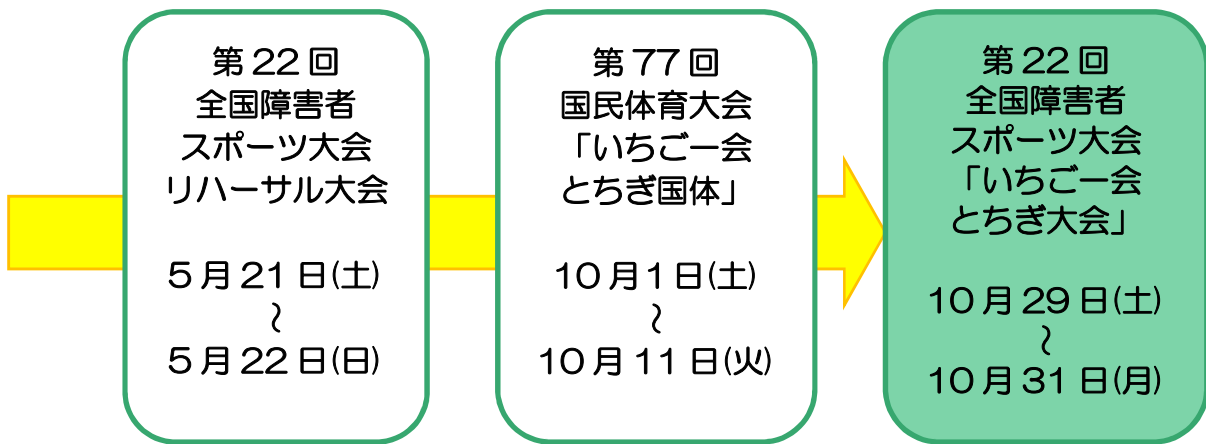 第22回
全国障害者
スポーツ大会
リハーサル大会
5月21日(土)
~
5月22日(日)
第77回
国民体育大会
「いちご一会
とちぎ国体」
10月1日(土)
~
10月11日(火)
第22回
全国障害者
スポーツ大会
「いちご一会
とちぎ大会」
10月29日(土)
~
10月31日(月)